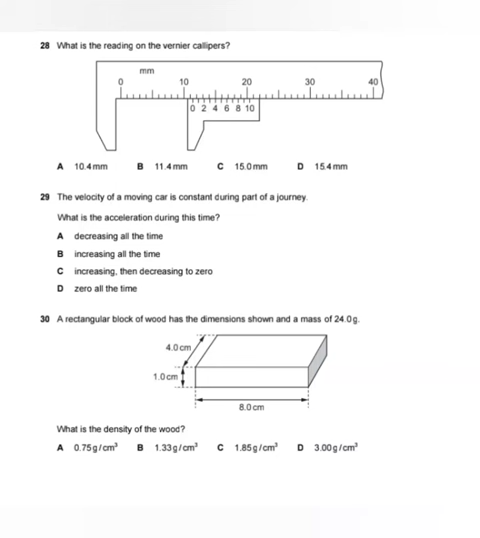 28 What is the reading on the vernier callipers?
mm
0 10 20 30 40
0 2 4 6 8 10
A 10.4 mm B 11.4 mm C 15.0 mm D 15.4 mm
29 The velocity of a moving car is constant during part of a journey.
What is the acceleration during this time?
A decreasing all the time
B increasing all the time
C increasing, then decreasing to zero
D zero all the time
30 A rectangular block of wood has the dimensions shown and a mass of 24.0 g.
4.0 cm
1.0 cm
8.0 cm
What is the density of the wood?
A 0.75 g / cm³ B 1.33 g / cm³ C 1.85 g / cm³ D 3.00 g / cm³